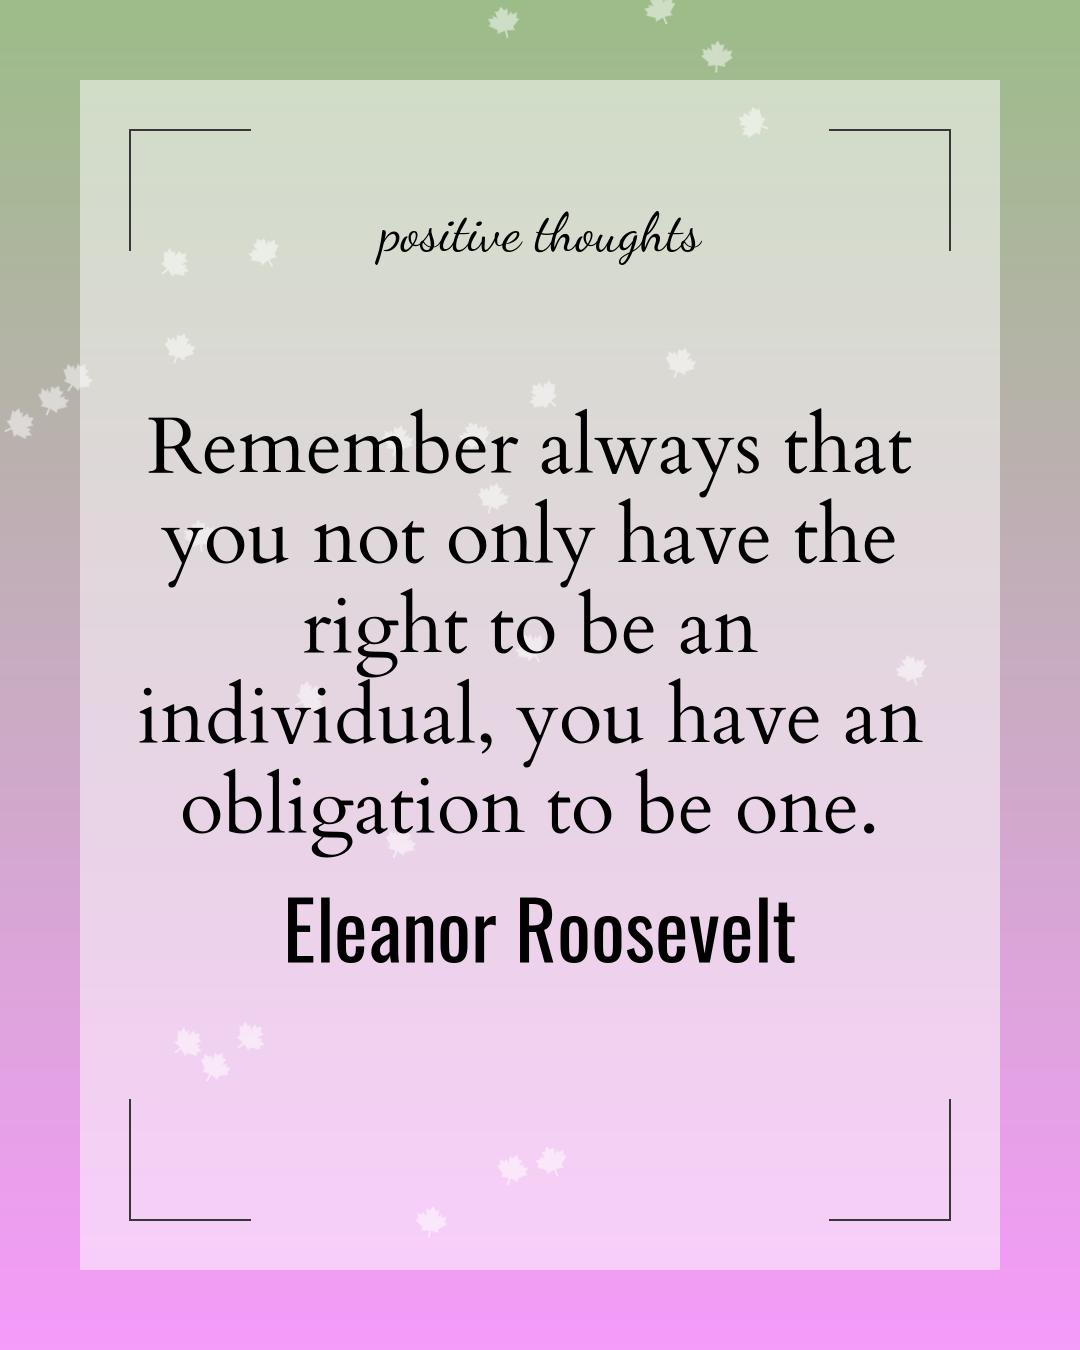 positive thoughts
Remember always that
you not only have the
right to be an
individual, you have an
obligation to be one.
Eleanor Roosevelt